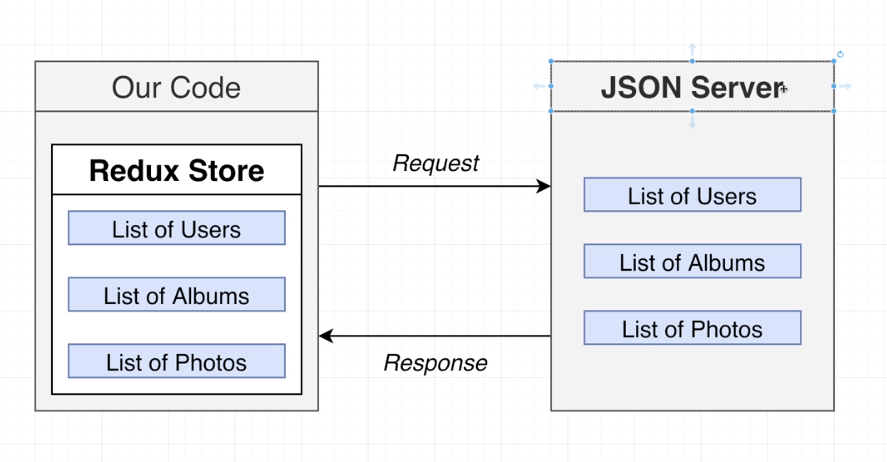 Our Code
Redux Store
List of Users
List of Albums
List of Photos
Request
Response
JSON Server
List of Users
List of Albums
List of Photos